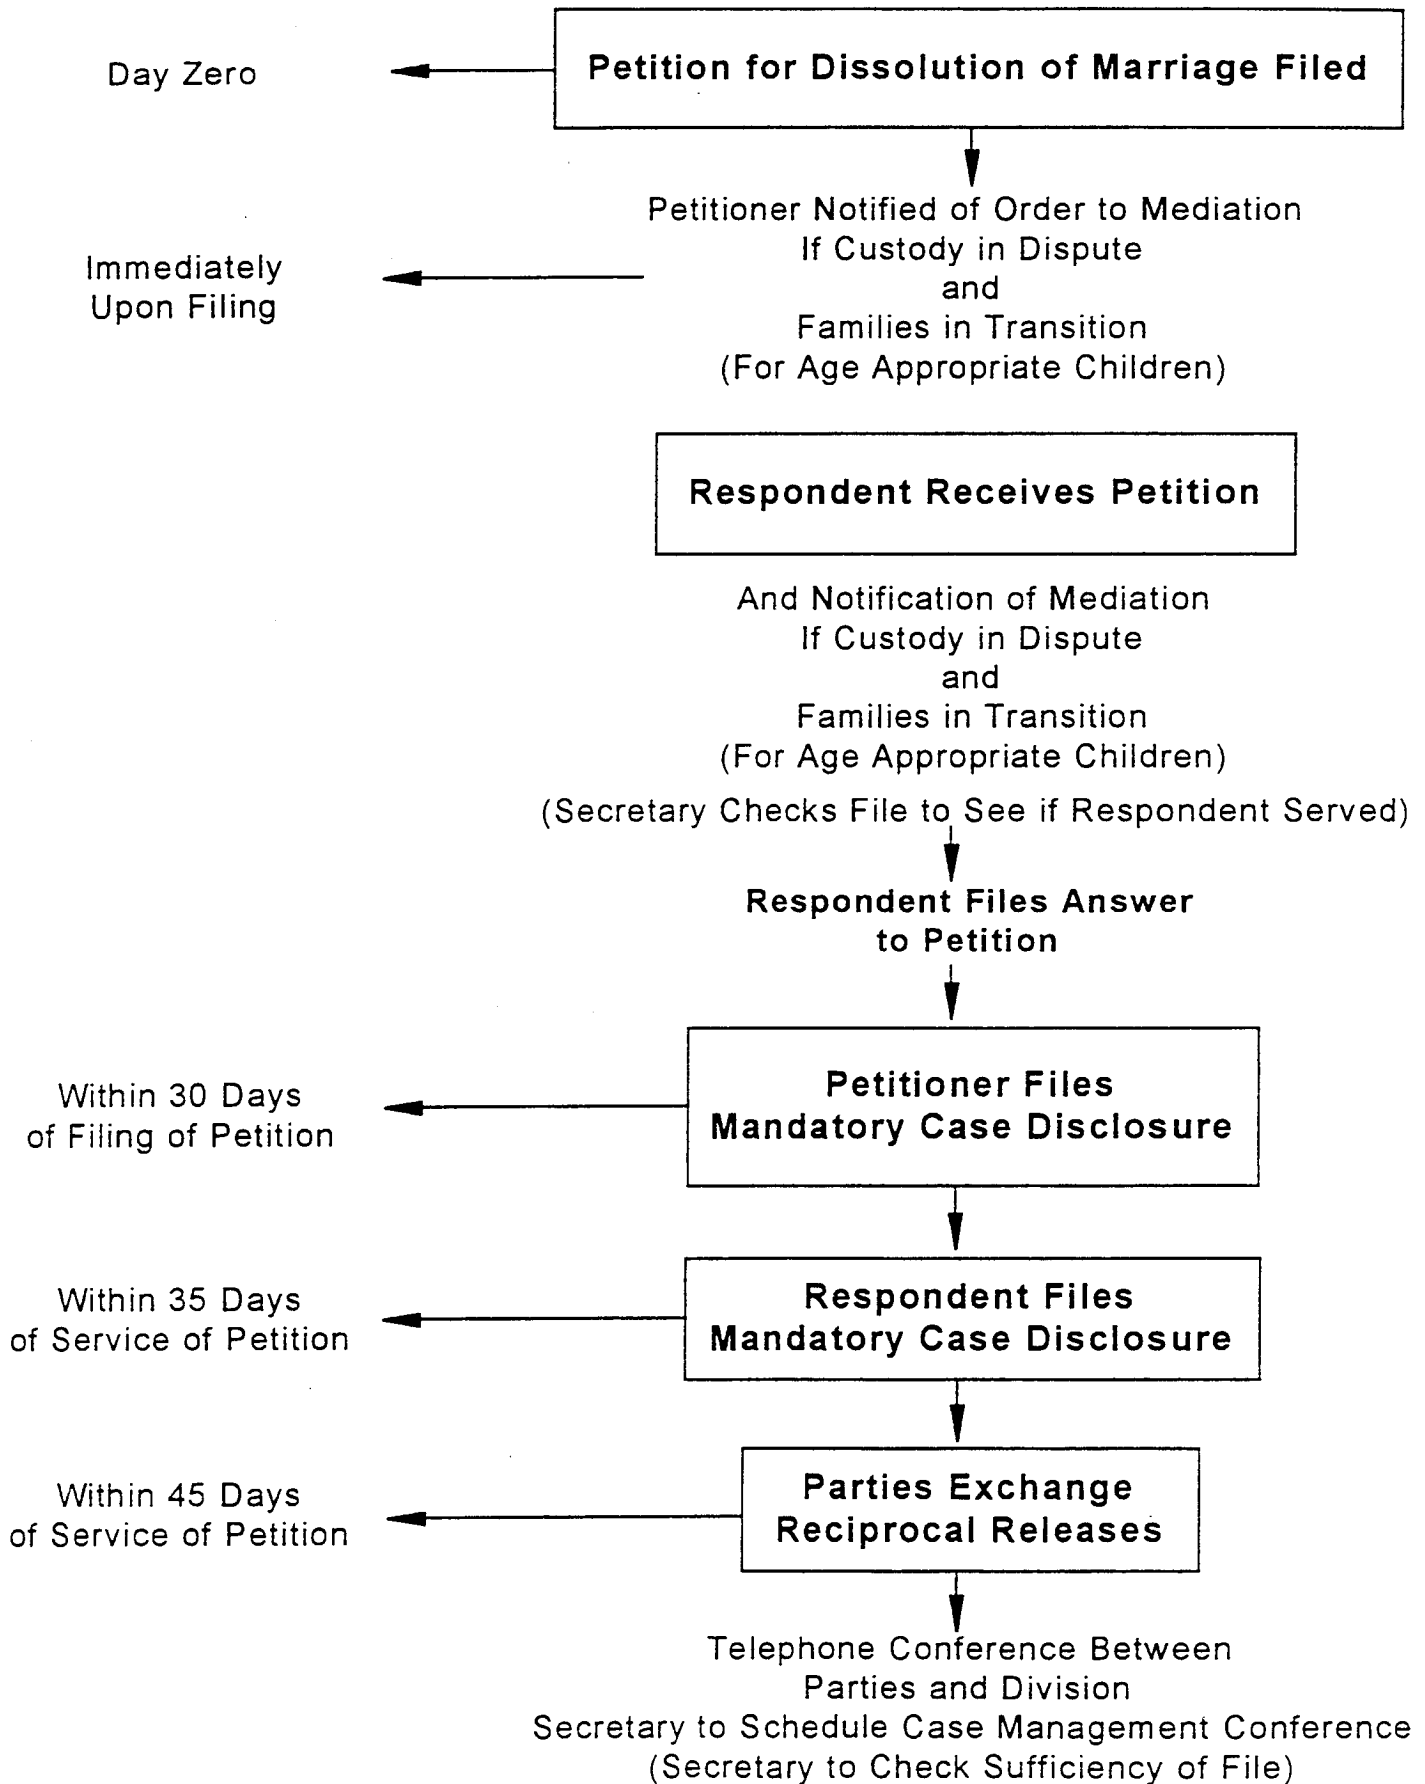 Day Zero
Petition for Dissolution of Marriage Filed
Petitioner Notified of Order to Mediation
If Custody in Dispute
and
Families in Transition
(For Age Appropriate Children)
Immediately
Upon Filing
Respondent Receives Petition
And Notification of Mediation
If Custody in Dispute
and
Families in Transition
(For Age Appropriate Children)
(Secretary Checks File to See if Respondent Served)
Respondent Files Answer
to Petition
Within 30 Days
of Filing of Petition
Petitioner Files
Mandatory Case Disclosure
Within 35 Days
of Service of Petition
Respondent Files
Mandatory Case Disclosure
Within 45 Days
of Service of Petition
Parties Exchange
Reciprocal Releases
Telephone Conference Between
Parties and Division
Secretary to Schedule Case Management Conference
(Secretary to Check Sufficiency of File)